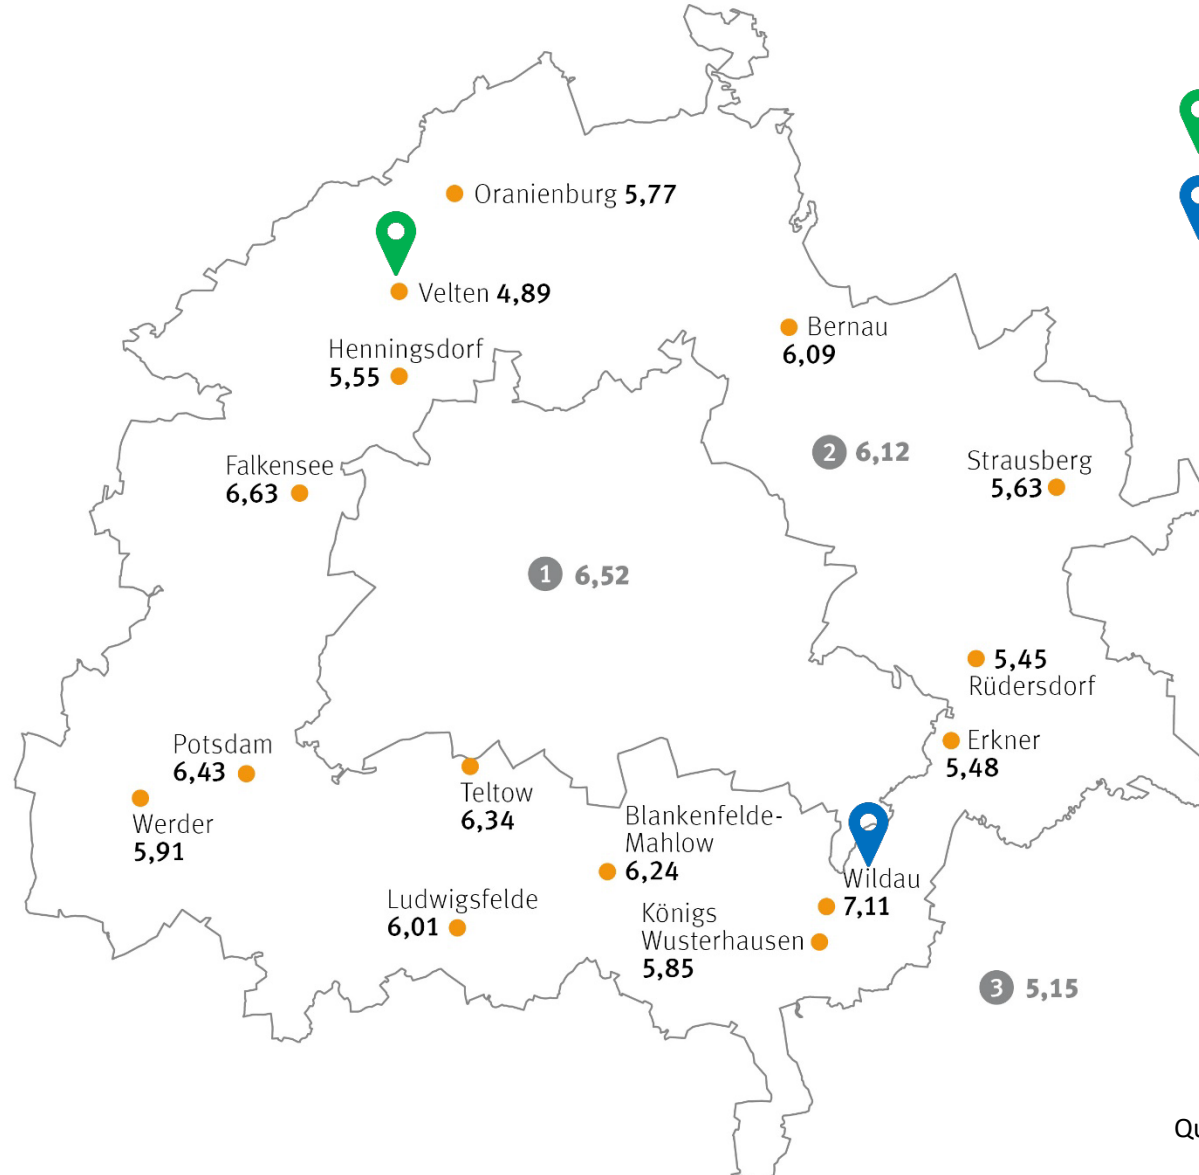 Oranienburg 5,77
Velten 4,89
Henningsdorf
5,55
Bernau
6,09
Falkensee
6,63
2 6,12
Strausberg
5,63
1 6,52
5,45
Rüdersdorf
Potsdam
6,43
Erkner
5,48
Teltow
6,34
Werder
5,91
Blankenfelde-
Mahlow
6,24
Wildau
7,11
Ludwigsfelde
6,01
Königs
Wusterhausen
5,85
3 5,15
Qu